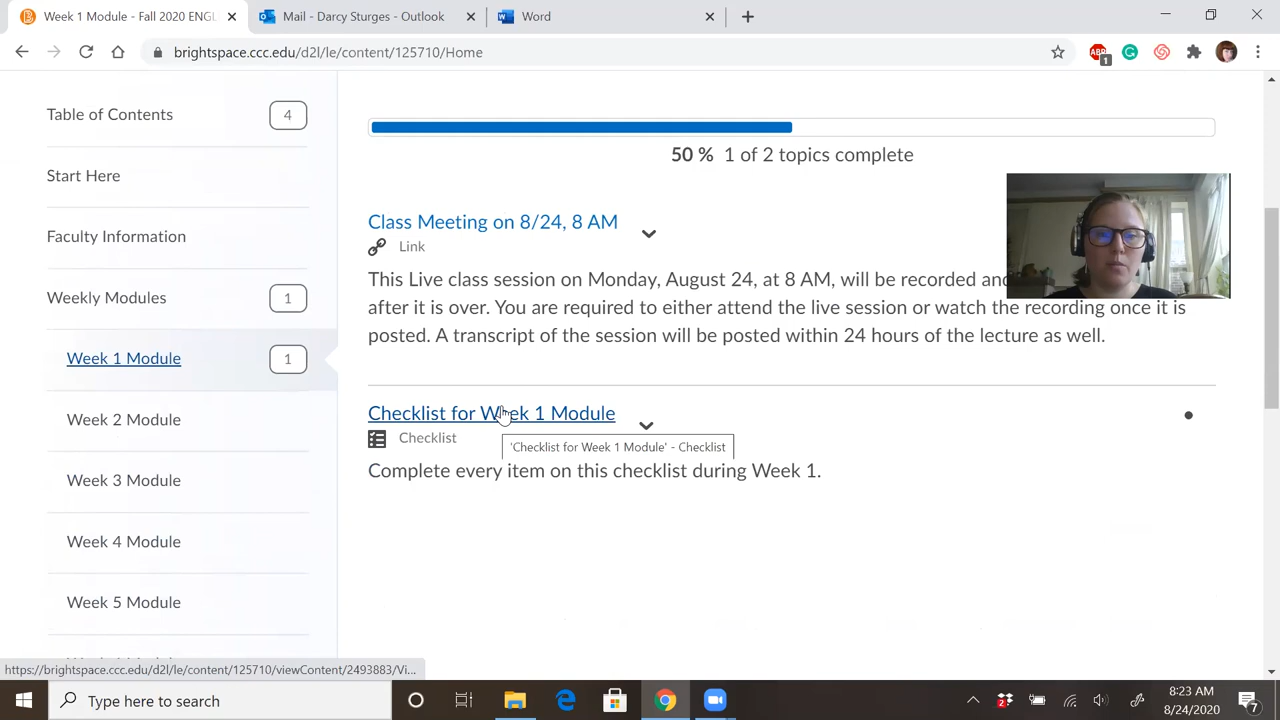 Week 1 Module - Fall 2020 ENGL
Mail - Darcy Sturges - Outlook
Word
brightspace.ccc.edu/d2l/le/content/125710/Home
ABP
1
Table of Contents
4
Start Here
Faculty Information
Weekly Modules
1
Week 1 Module
1
Week 2 Module
Week 3 Module
Week 4 Module
Week 5 Module
50 % 1 of 2 topics complete
Class Meeting on 8/24, 8 AM
Link
This Live class session on Monday, August 24, at 8 AM, will be recorded and
after it is over. You are required to either attend the live session or watch the recording once it is
posted. A transcript of the session will be posted within 24 hours of the lecture as well.
Checklist for Week 1 Module
Checklist
'Checklist for Week 1 Module' - Checklist
Complete every item on this checklist during Week 1.
https://brightspace.ccc.edu/d2l/le/content/125710/viewContent/2493883/Vi...
Type here to search
2
8:23 AM
8/24/2020
7